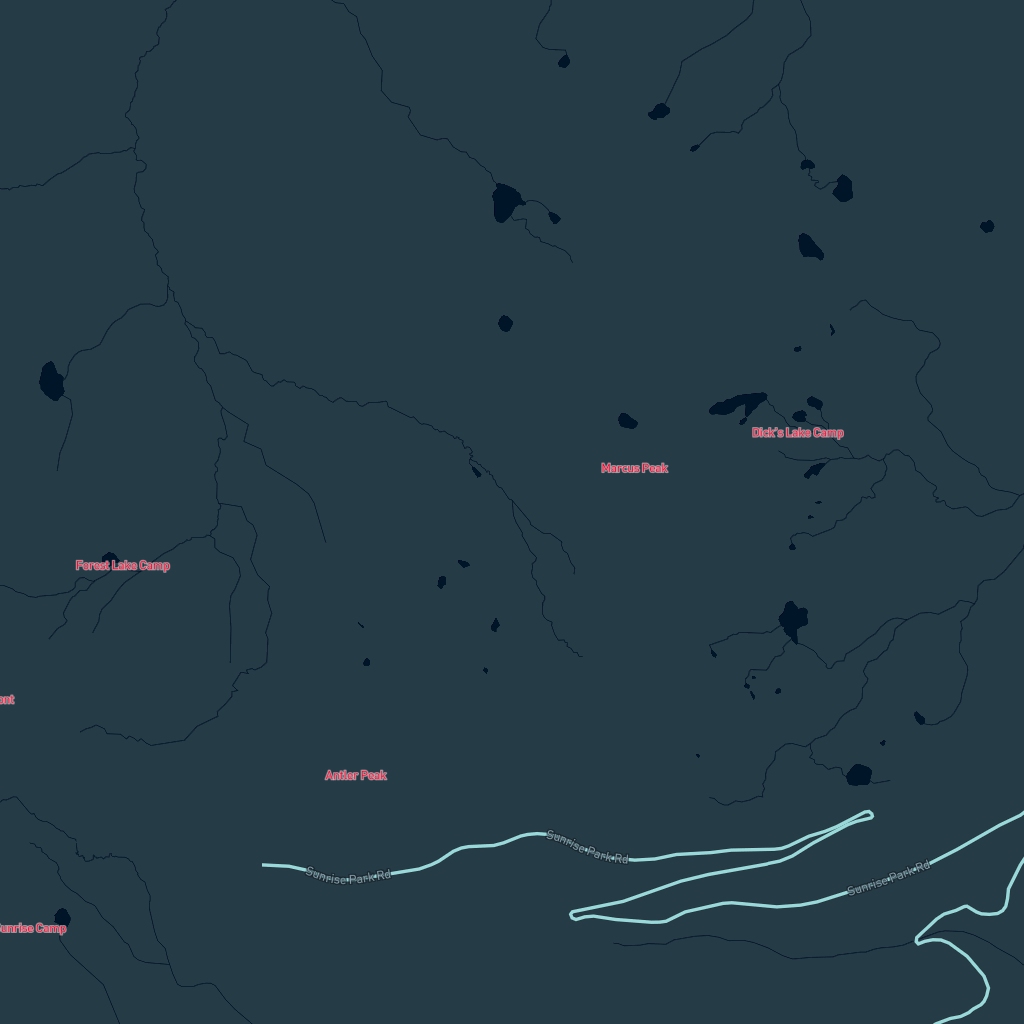 Dick's Lake Camp
Marcus Peak
Forest Lake Camp
Antler Peak
Sunrise Park Rd
Sunrise Park Rd
Sunrise Park Rd
Sunrise Camp